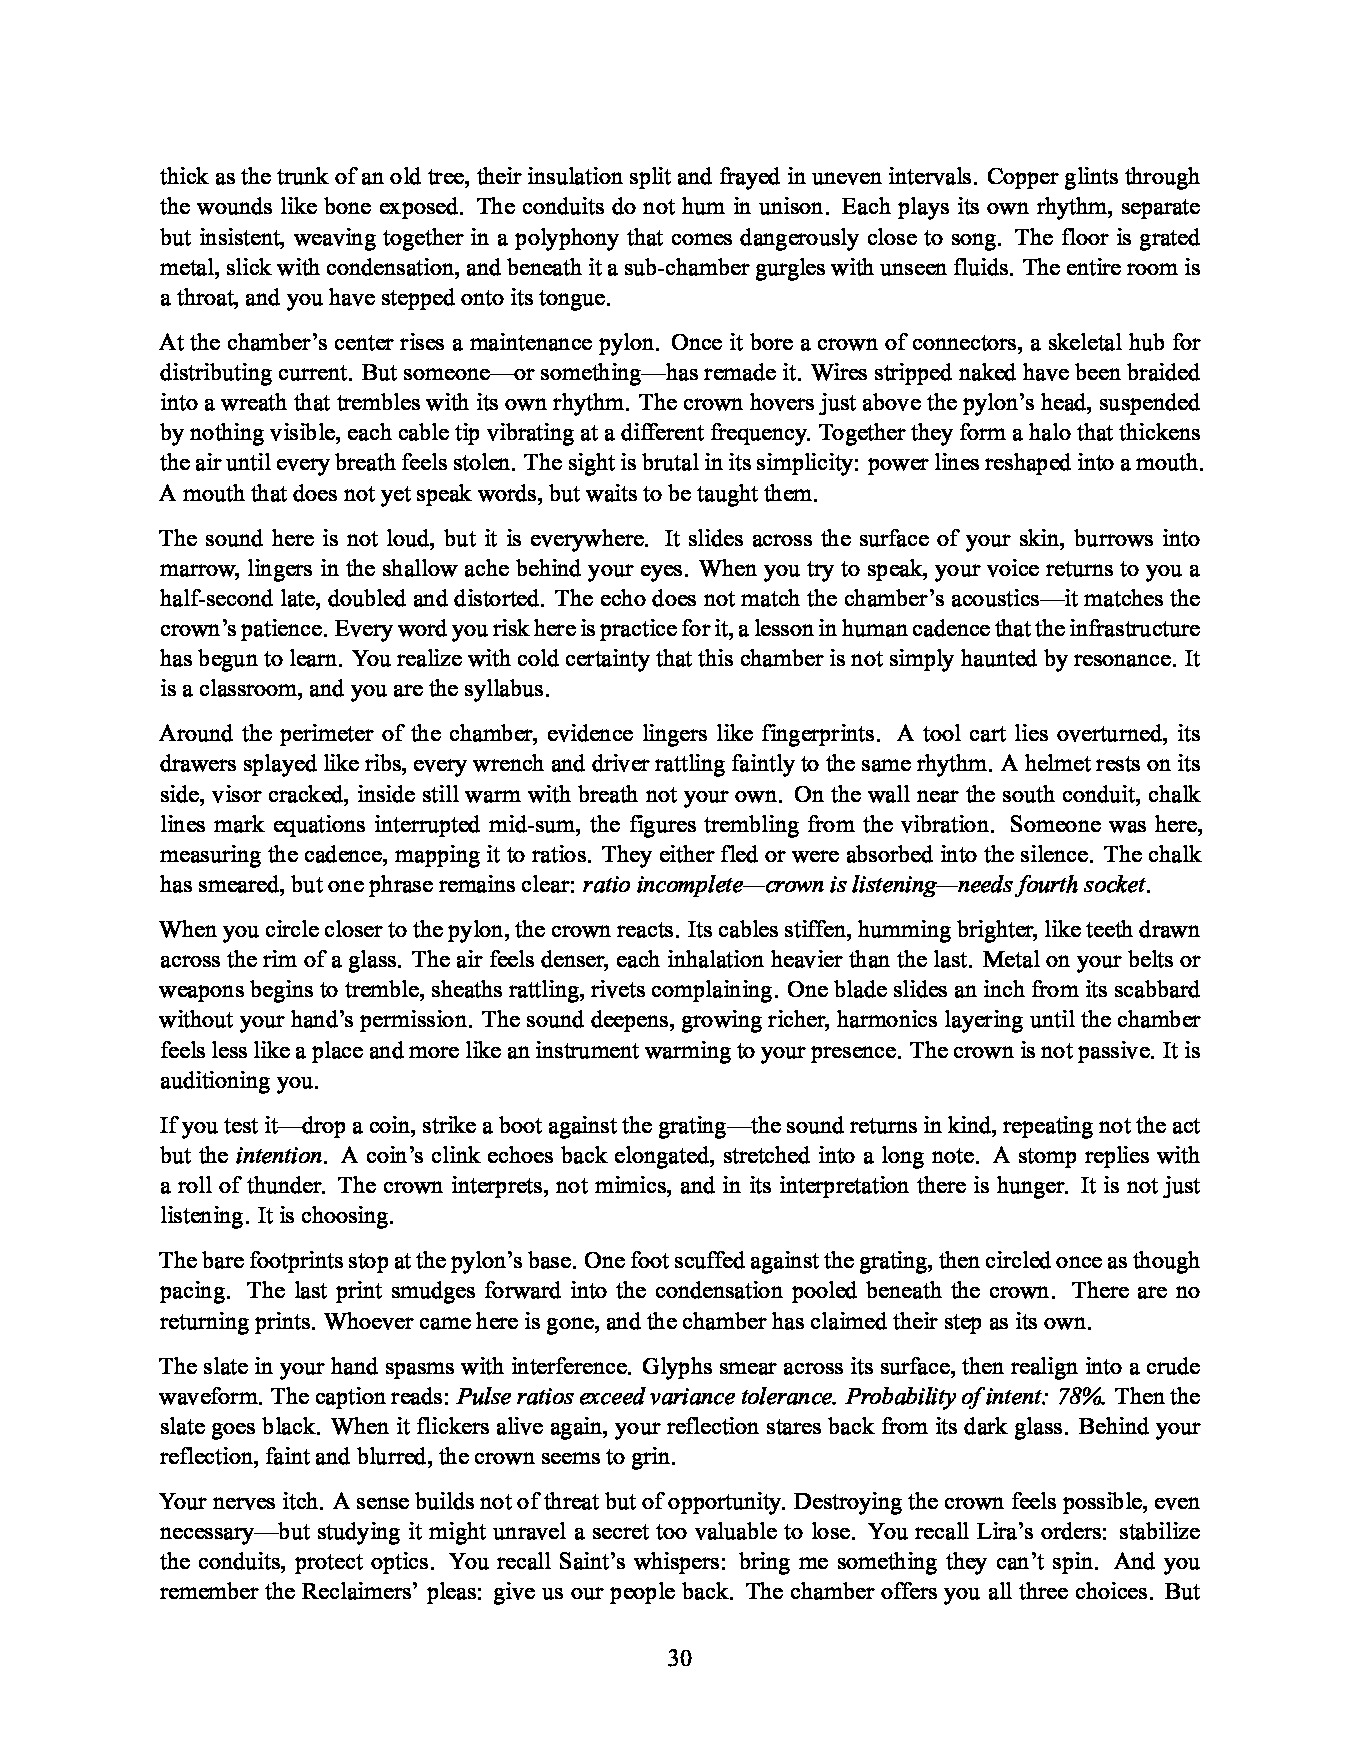 thick as the trunk of an old tree, their insulation split and frayed in uneven intervals. Copper glints through
the wounds like bone exposed. The conduits do not hum in unison. Each plays its own rhythm, separate
but insistent, weaving together in a polyphony that comes dangerously close to song. The floor is grated
metal, slick with condensation, and beneath it a sub-chamber gurgles with unseen fluids. The entire room is
a throat, and you have stepped onto its tongue.
At the chamber’s center rises a maintenance pylon. Once it bore a crown of connectors, a skeletal hub for
distributing current. But someone—or something—has remade it. Wires stripped naked have been braided
into a wreath that trembles with its own rhythm. The crown hovers just above the pylon’s head, suspended
by nothing visible, each cable tip vibrating at a different frequency. Together they form a halo that thickens
the air until every breath feels stolen. The sight is brutal in its simplicity: power lines reshaped into a mouth.
A mouth that does not yet speak words, but waits to be taught them.
The sound here is not loud, but it is everywhere. It slides across the surface of your skin, burrows into
marrow, lingers in the shallow ache behind your eyes. When you try to speak, your voice returns to you a
half-second late, doubled and distorted. The echo does not match the chamber’s acoustics—it matches the
crown’s patience. Every word you risk here is practice for it, a lesson in human cadence that the infrastructure
has begun to learn. You realize with cold certainty that this chamber is not simply haunted by resonance. It
is a classroom, and you are the syllabus.
Around the perimeter of the chamber, evidence lingers like fingerprints. A tool cart lies overturned, its
drawers splayed like ribs, every wrench and driver rattling faintly to the same rhythm. A helmet rests on its
side, visor cracked, inside still warm with breath not your own. On the wall near the south conduit, chalk
lines mark equations interrupted mid-sum, the figures trembling from the vibration. Someone was here,
measuring the cadence, mapping it to ratios. They either fled or were absorbed into the silence. The chalk
has smeared, but one phrase remains clear: ratio incomplete—crown is listening—needs fourth socket.
When you circle closer to the pylon, the crown reacts. Its cables stiffen, humming brighter, like teeth drawn
across the rim of a glass. The air feels denser, each inhalation heavier than the last. Metal on your belts or
weapons begins to tremble, sheaths rattling, rivets complaining. One blade slides an inch from its scabbard
without your hand’s permission. The sound deepens, growing richer, harmonics layering until the chamber
feels less like a place and more like an instrument warming to your presence. The crown is not passive. It is
auditioning you.
If you test it—drop a coin, strike a boot against the grating—the sound returns in kind, repeating not the act
but the intention. A coin’s clink echoes back elongated, stretched into a long note. A stomp replies with
a roll of thunder. The crown interprets, not mimics, and in its interpretation there is hunger. It is not just
listening. It is choosing.
The bare footprints stop at the pylon’s base. One foot scuffed against the grating, then circled once as though
pacing. The last print smudges forward into the condensation pooled beneath the crown. There are no
returning prints. Whoever came here is gone, and the chamber has claimed their step as its own.
The slate in your hand spasms with interference. Glyphs smear across its surface, then realign into a crude
waveform. The caption reads: Pulse ratios exceed variance tolerance. Probability of intent: 78%. Then the
slate goes black. When it flickers alive again, your reflection stares back from its dark glass. Behind your
reflection, faint and blurred, the crown seems to grin.
Your nerves itch. A sense builds not of threat but of opportunity. Destroying the crown feels possible, even
necessary—but studying it might unravel a secret too valuable to lose. You recall Lira’s orders: stabilize
the conduits, protect optics. You recall Saint’s whispers: bring me something they can’t spin. And you
remember the Reclaimers’ pleas: give us our people back. The chamber offers you all three choices. But
30